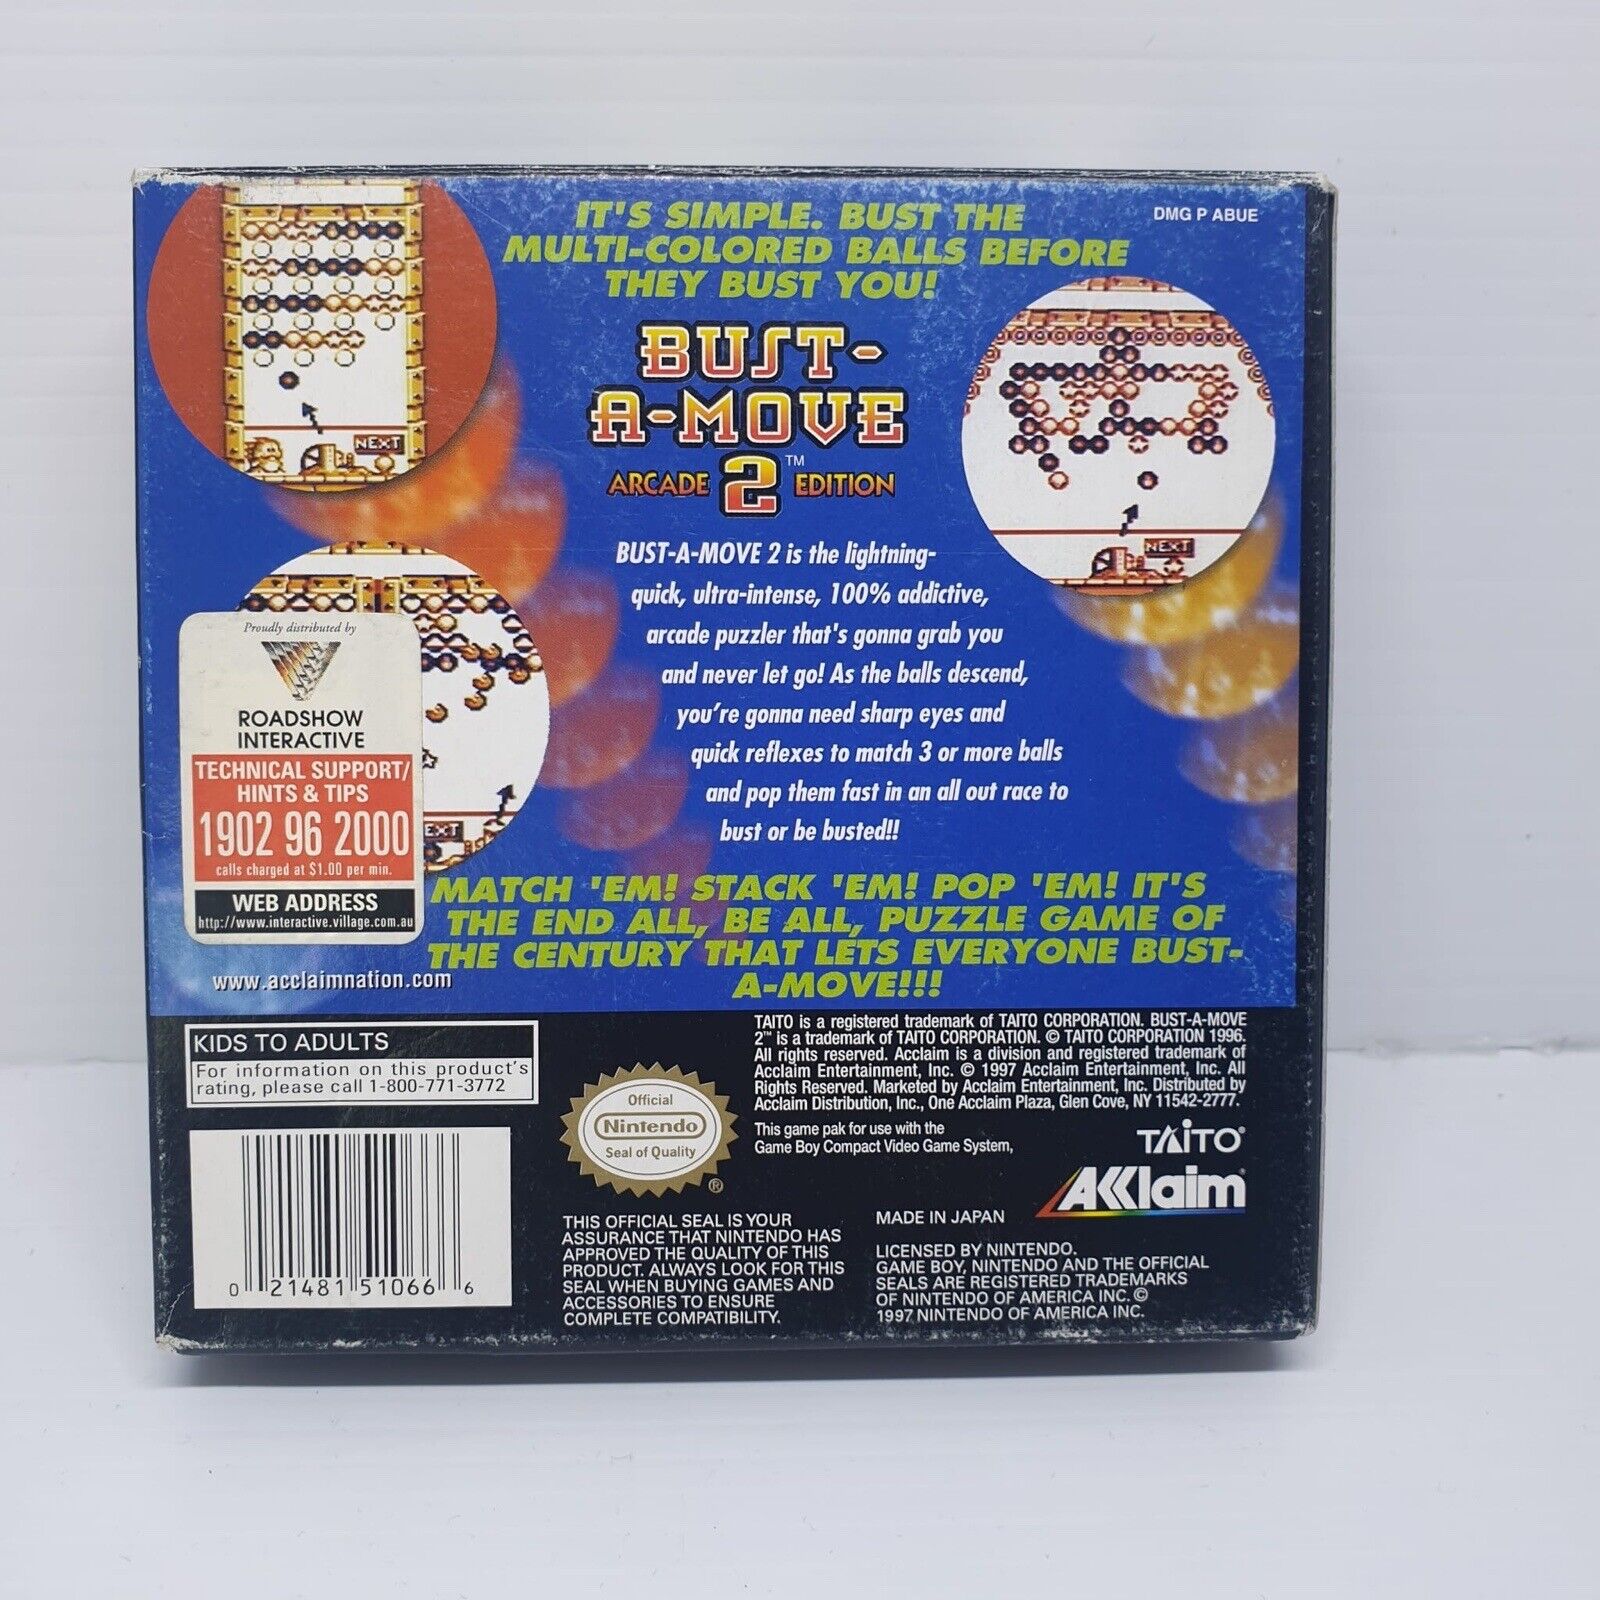 IT'S SIMPLE. BUST THE
MULTI-COLORED BALLS BEFORE
THEY BUST YOU!
DMG P ABUE
NEXT
BUST-
A-MOVE
ARCADE 2™ EDITION
NEXT
BUST-A-MOVE 2 is the lightning-
quick, ultra-intense, 100% addictive,
arcade puzzler that's gonna grab you
and never let go! As the balls descend,
you're gonna need sharp eyes and
quick reflexes to match 3 or more balls
and pop them fast in an all out race to
bust or be busted!!
Proudly distributed by
ROADSHOW
INTERACTIVE
TECHNICAL SUPPORT/
HINTS & TIPS
1902 96 2000
calls charged at $1.00 per min.
WEB ADDRESS
http://www.interactive.village.com.au
EXT
MATCH 'EM! STACK 'EM! POP 'EM! IT'S
THE END ALL, BE ALL, PUZZLE GAME OF
THE CENTURY THAT LETS EVERYONE BUST-
A-MOVE!!!
www.acclaimnation.com
KIDS TO ADULTS
For information on this product's
rating, please call 1-800-771-3772
TAITO is a registered trademark of TAITO CORPORATION. BUST-A-MOVE
2™ is a trademark of TAITO CORPORATION. © TAITO CORPORATION 1996.
All rights reserved. Acclaim is a division and registered trademark of
Acclaim Entertainment, Inc. © 1997 Acclaim Entertainment, Inc. All
Rights Reserved. Marketed by Acclaim Entertainment, Inc. Distributed by
Acclaim Distribution, Inc., One Acclaim Plaza, Glen Cove, NY 11542-2777.
This game pak for use with the
Game Boy Compact Video Game System,
TAITO®
AKKlaim®
Official
Nintendo
Seal of Quality
®
0 21481 51066 6
THIS OFFICIAL SEAL IS YOUR
ASSURANCE THAT NINTENDO HAS
APPROVED THE QUALITY OF THIS
PRODUCT. ALWAYS LOOK FOR THIS
SEAL WHEN BUYING GAMES AND
ACCESSORIES TO ENSURE
COMPLETE COMPATIBILITY.
MADE IN JAPAN
LICENSED BY NINTENDO.
GAME BOY, NINTENDO AND THE OFFICIAL
SEALS ARE REGISTERED TRADEMARKS
OF NINTENDO OF AMERICA INC. ©
1997 NINTENDO OF AMERICA INC.